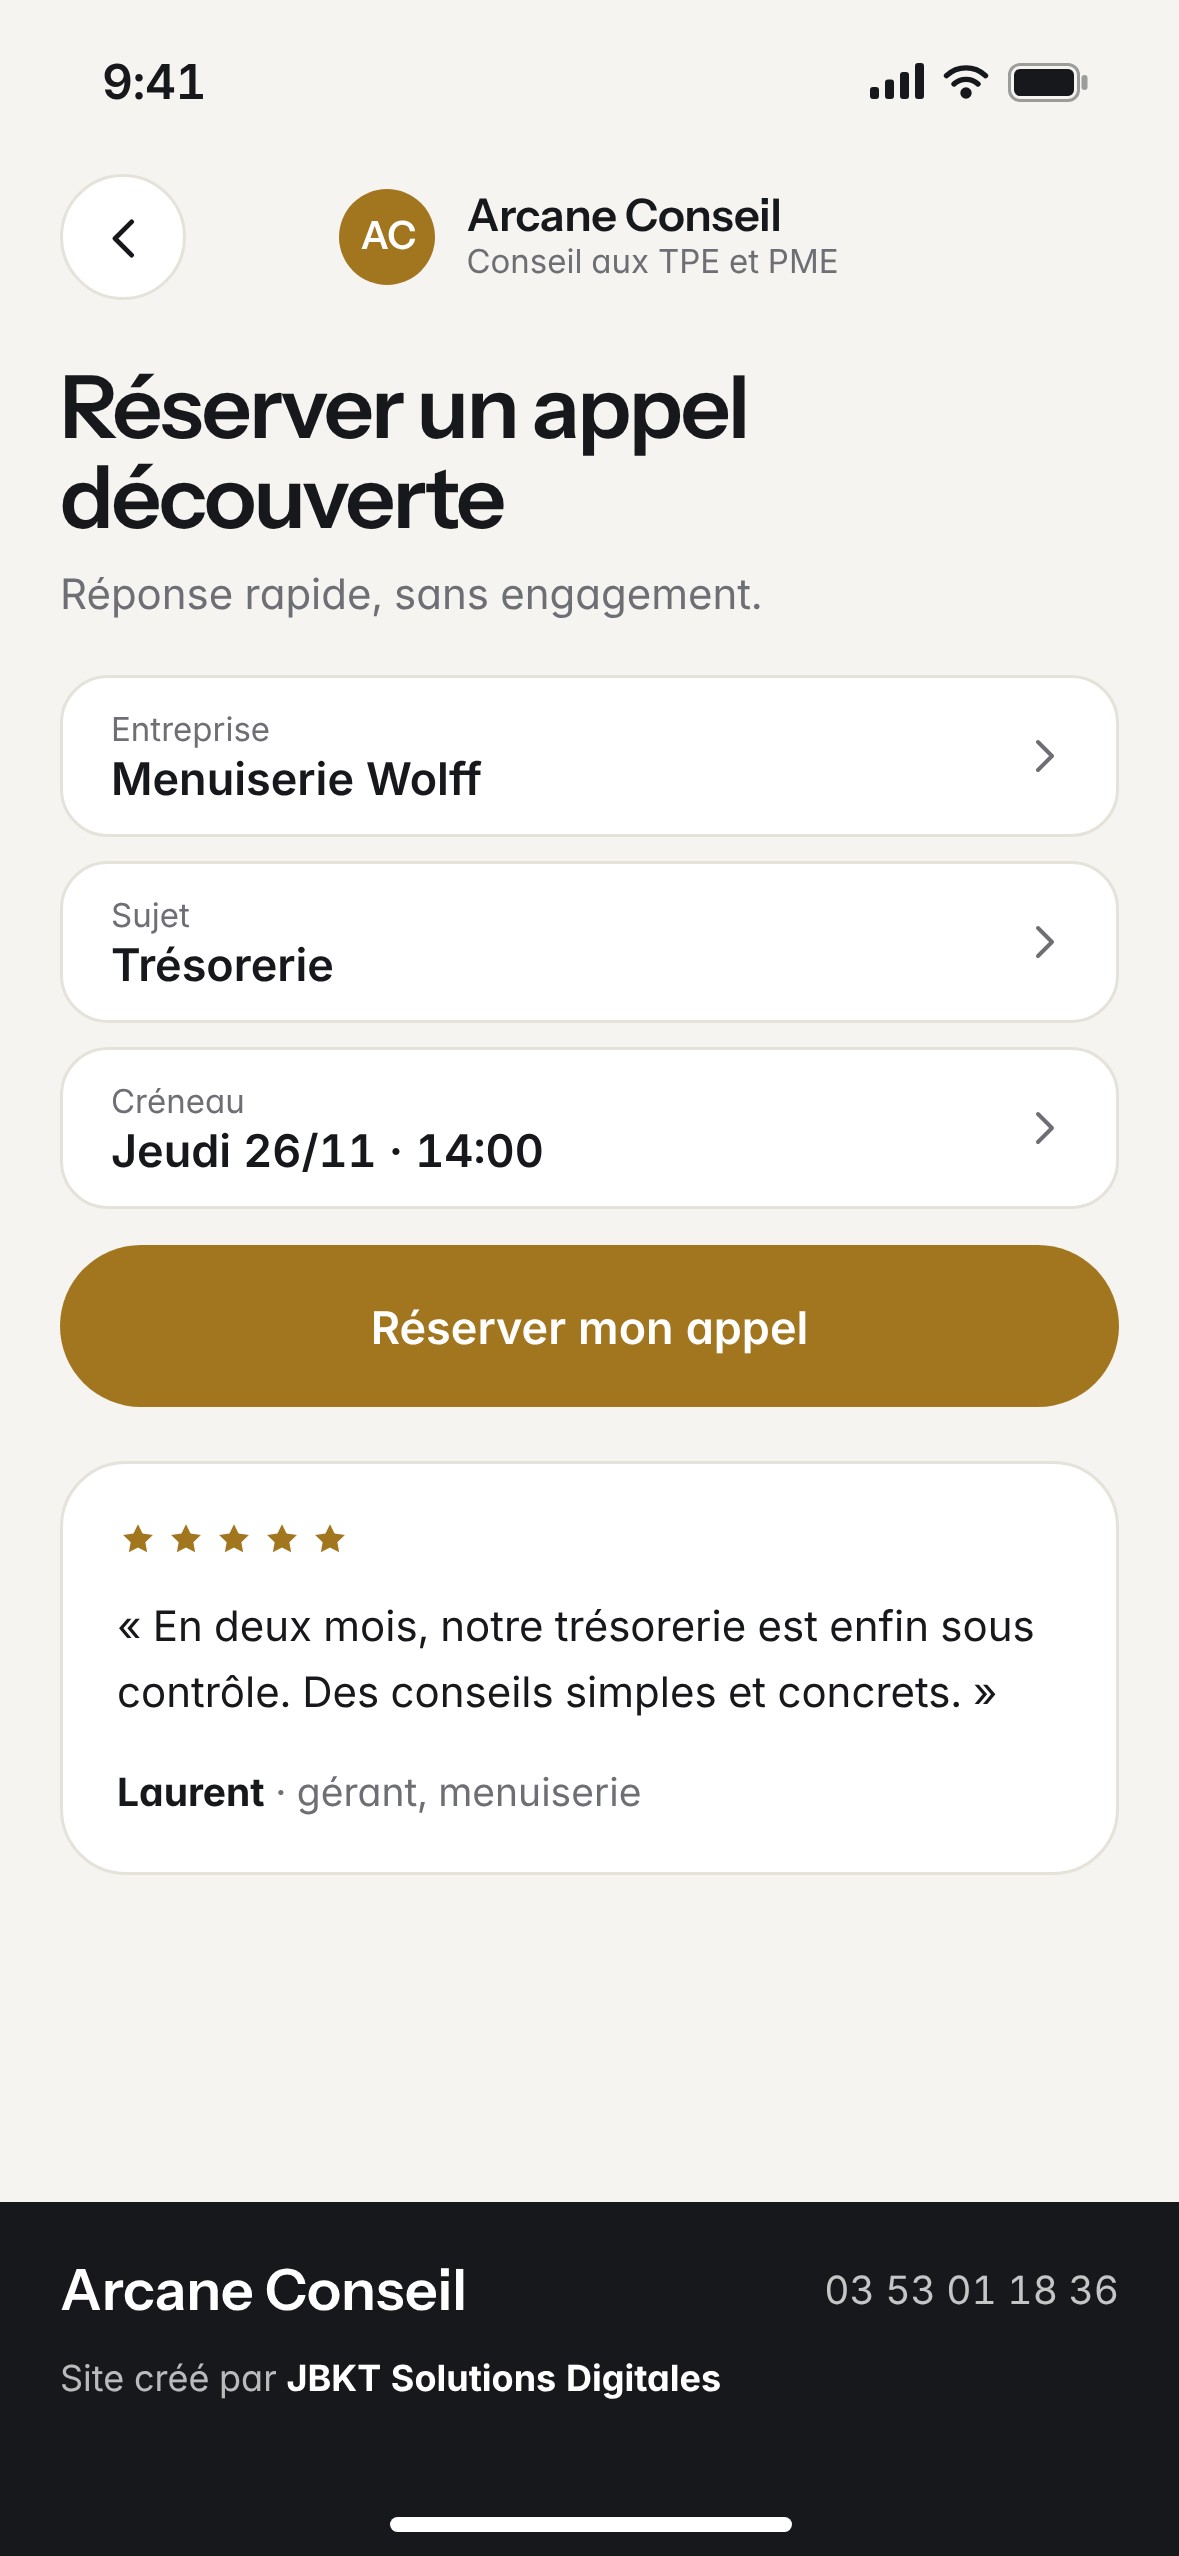 9:41
AC
Arcane Conseil
Conseil aux TPE et PME
Réserver un appel
découverte
Réponse rapide, sans engagement.
Entreprise
Menuiserie Wolff
Sujet
Trésorerie
Créneau
Jeudi 26/11 · 14:00
Réserver mon appel
« En deux mois, notre trésorerie est enfin sous
contrôle. Des conseils simples et concrets. »
Laurent · gérant, menuiserie
Arcane Conseil
03 53 01 18 36
Site créé par JBKT Solutions Digitales